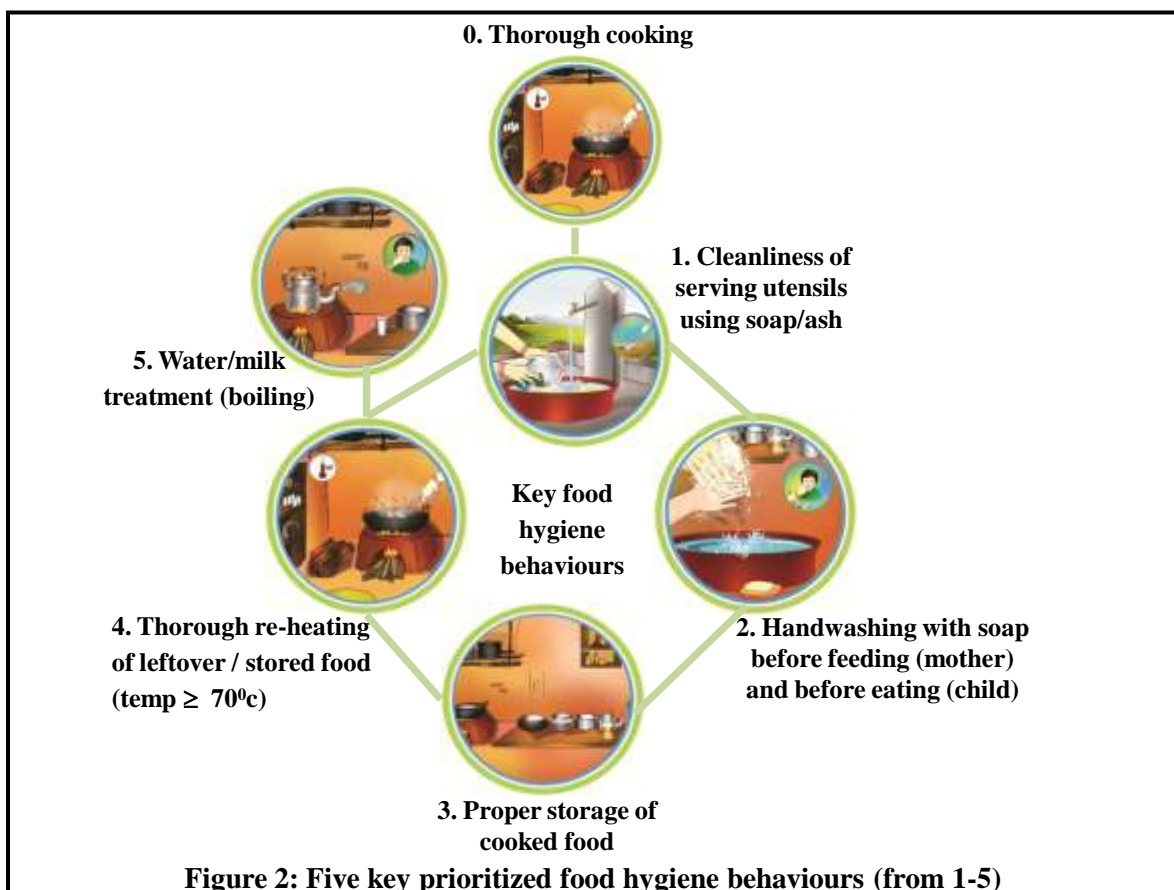 0. Thorough cooking
1. Cleanliness of
serving utensils
using soap/ash
5. Water/milk
treatment (boiling)
Key food
hygiene
behaviours
4. Thorough re-heating
of leftover / stored food
(temp ≥ 70⁰c)
2. Handwashing with soap
before feeding (mother)
and before eating (child)
3. Proper storage of
cooked food
Figure 2: Five key prioritized food hygiene behaviours (from 1-5)